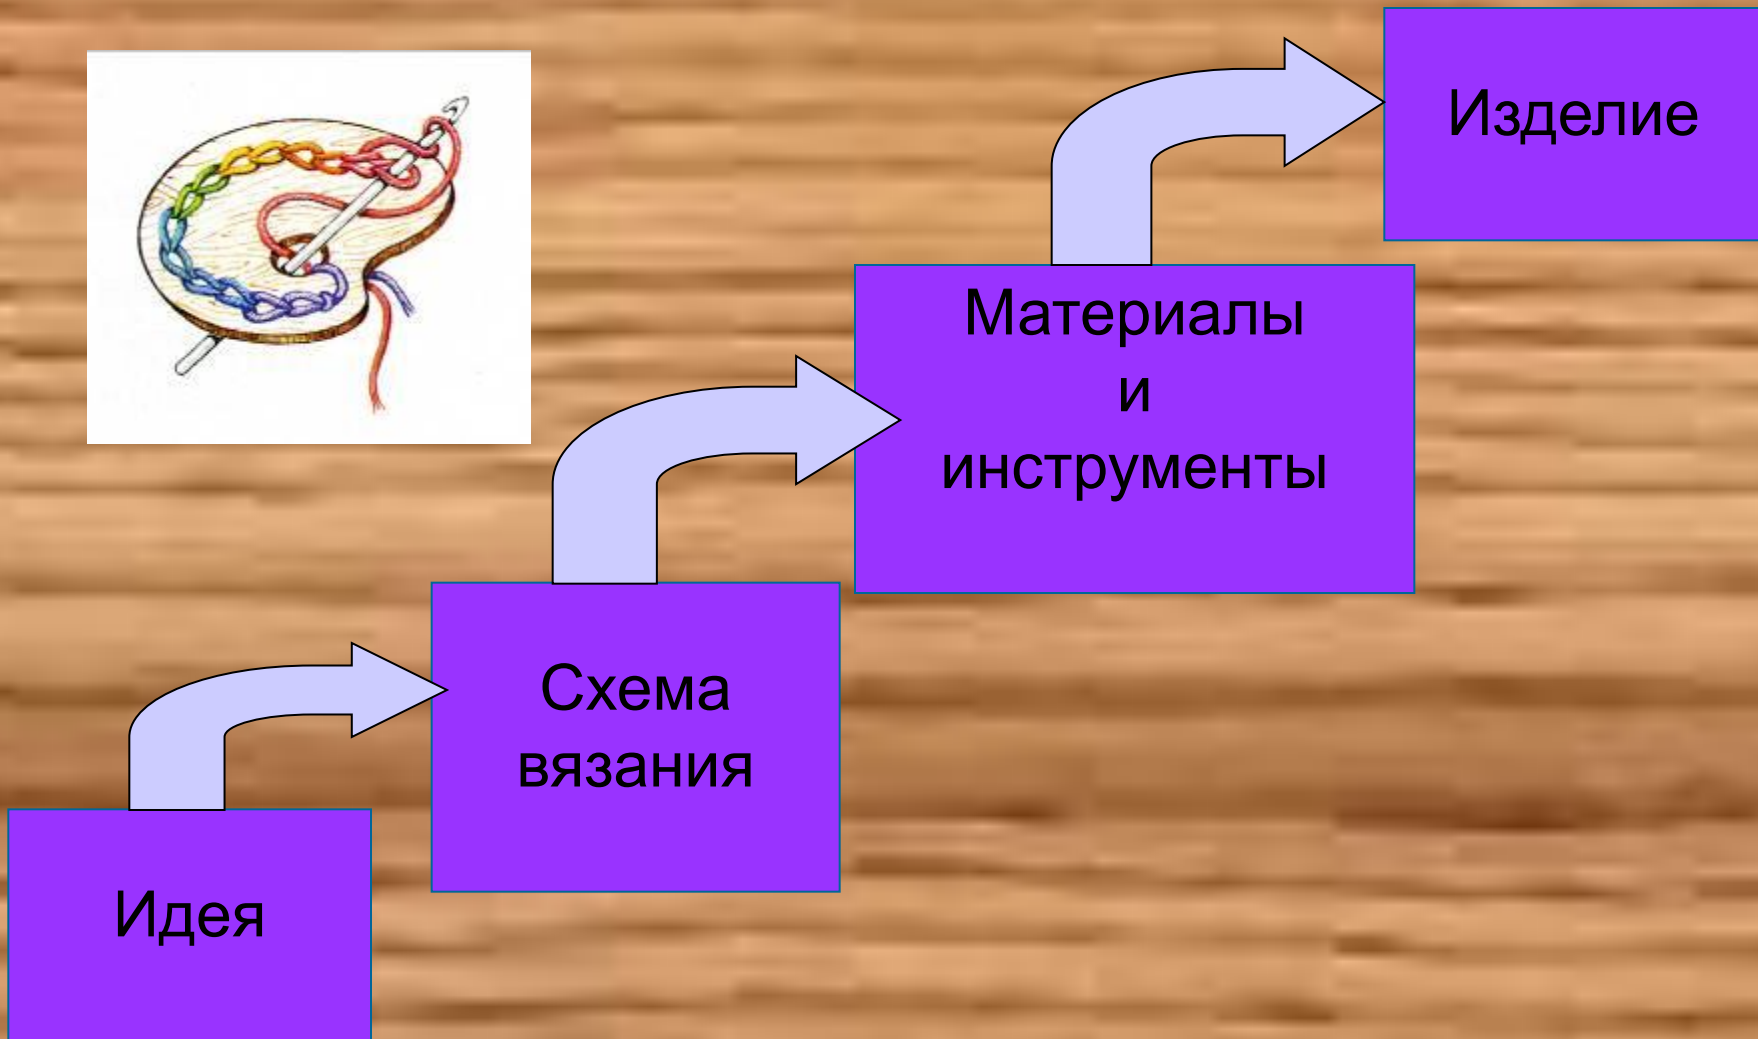 Идея
Схема
вязания
Материалы
и
инструменты
Изделие